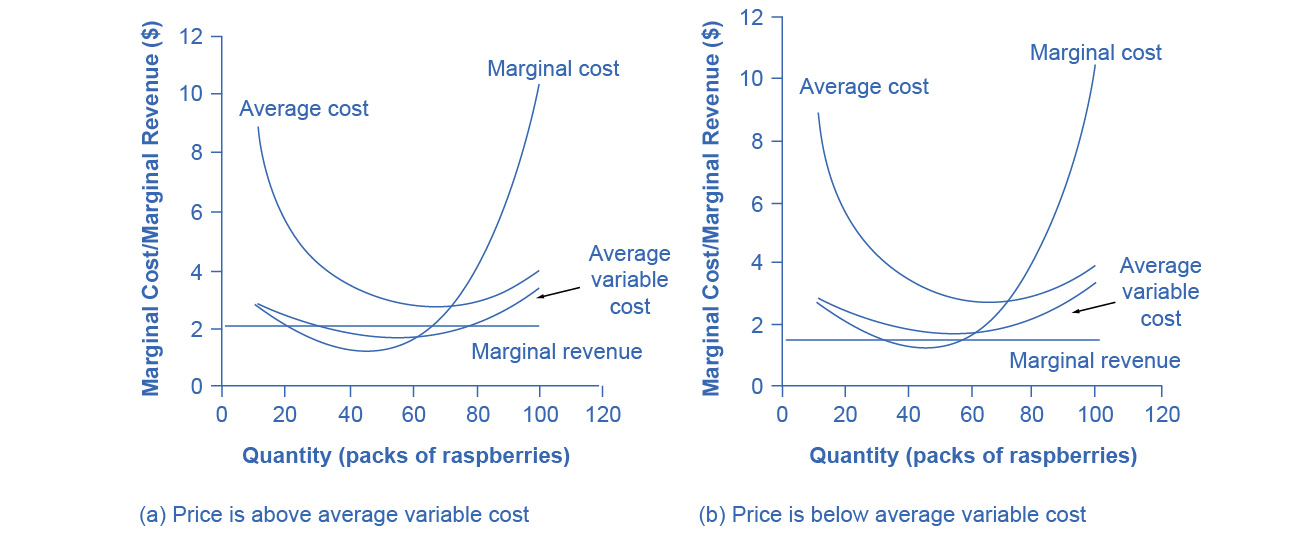 Marginal Cost/Marginal Revenue ($)
12
10
8
6
4
2
0
Average cost
Marginal cost
Average
variable
cost
Marginal revenue
0 20 40 60 80 100 120
Quantity (packs of raspberries)
(a) Price is above average variable cost
Marginal Cost/Marginal Revenue ($)
12
10
8
6
4
2
0
Marginal cost
Average cost
Average
variable
cost
Marginal revenue
0 20 40 60 80 100 120
Quantity (packs of raspberries)
(b) Price is below average variable cost